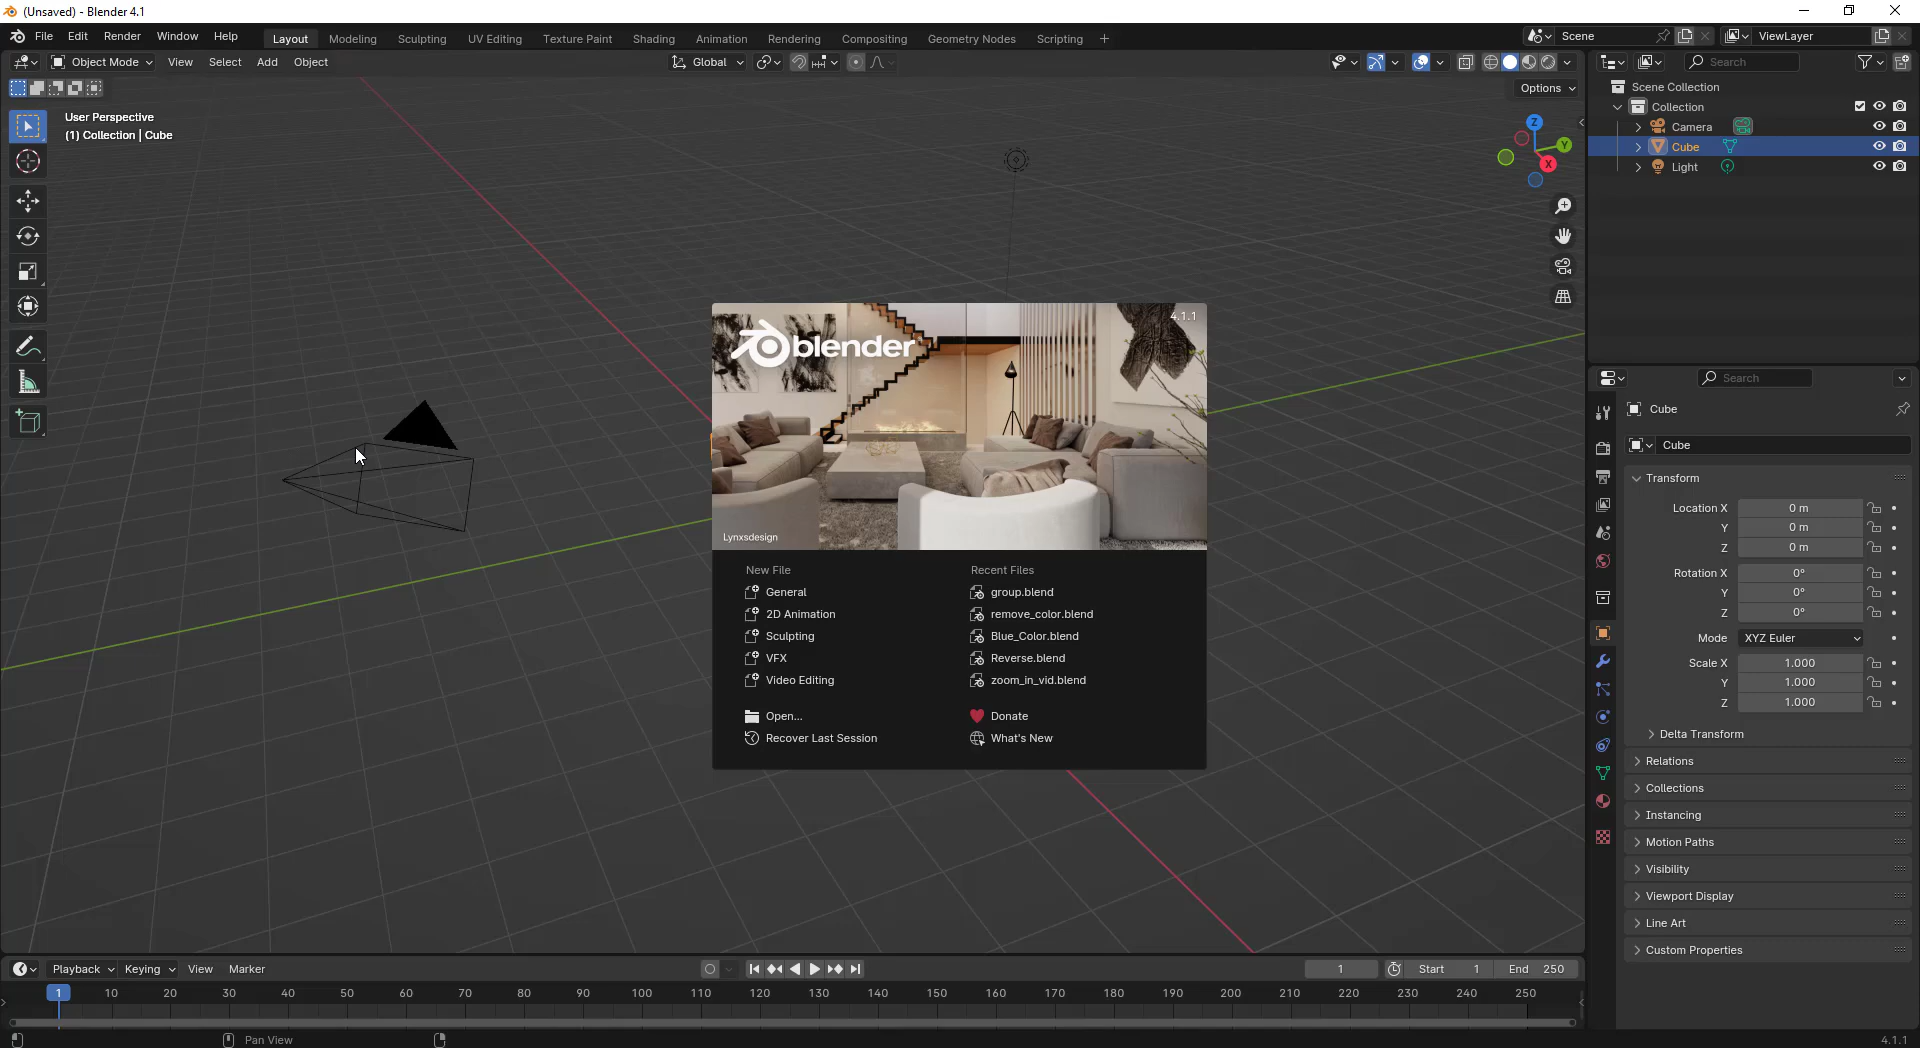 (Unsaved) - Blender 4.1
File Edit Render Window Help
Layout Modeling Sculpting UV Editing Texture Paint Shading Animation Rendering Compositing Geometry Nodes Scripting +
Scene
ViewLayer
Object Mode View Select Add Object
Global
Search
Options
User Perspective
(1) Collection | Cube
Z
Y
X
Scene Collection
Collection
Camera
Cube
Light
Search
Cube
Cube
Transform
Location X 0 m
Y 0 m
Z 0 m
Rotation X 0°
Y 0°
Z 0°
Mode XYZ Euler
Scale X 1.000
Y 1.000
Z 1.000
Delta Transform
Relations
Collections
Instancing
Motion Paths
Visibility
Viewport Display
Line Art
Custom Properties
4.1.1
blender
Lynxsdesign
New File
General
2D Animation
Sculpting
VFX
Video Editing
Open...
Recover Last Session
Recent Files
group.blend
remove_color.blend
Blue_Color.blend
Reverse.blend
zoom_in_vid.blend
Donate
What's New
Playback Keying View Marker
1 Start 1 End 250
1 10 20 30 40 50 60 70 80 90 100 110 120 130 140 150 160 170 180 190 200 210 220 230 240 250
Pan View
4.1.1